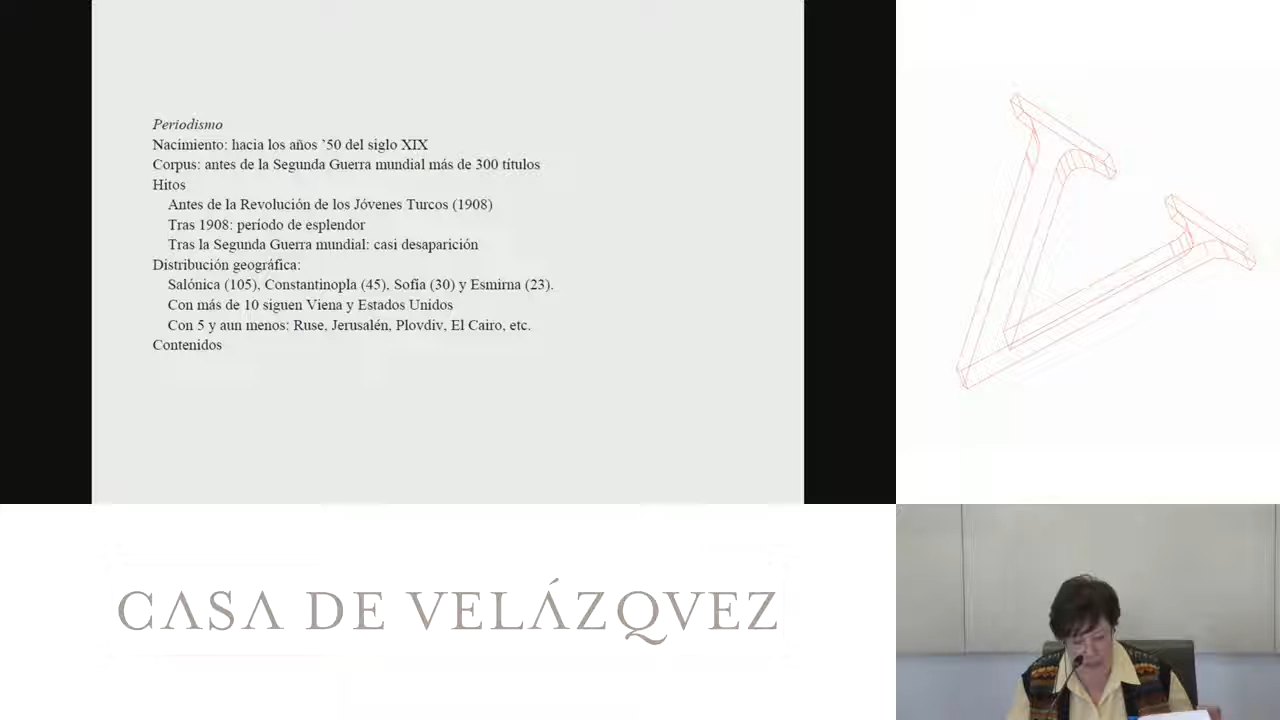 Periodismo
Nacimiento: hacia los años ’50 del siglo XIX
Corpus: antes de la Segunda Guerra mundial más de 300 títulos
Hitos
Antes de la Revolución de los Jóvenes Turcos (1908)
Tras 1908: período de esplendor
Tras la Segunda Guerra mundial: casi desaparición
Distribución geográfica:
Salónica (105), Constantinopla (45), Sofía (30) y Esmirna (23).
Con más de 10 siguen Viena y Estados Unidos
Con 5 y aun menos: Ruse, Jerusalén, Plovdiv, El Cairo, etc.
Contenidos
CASA DE VELÁZQVEZ